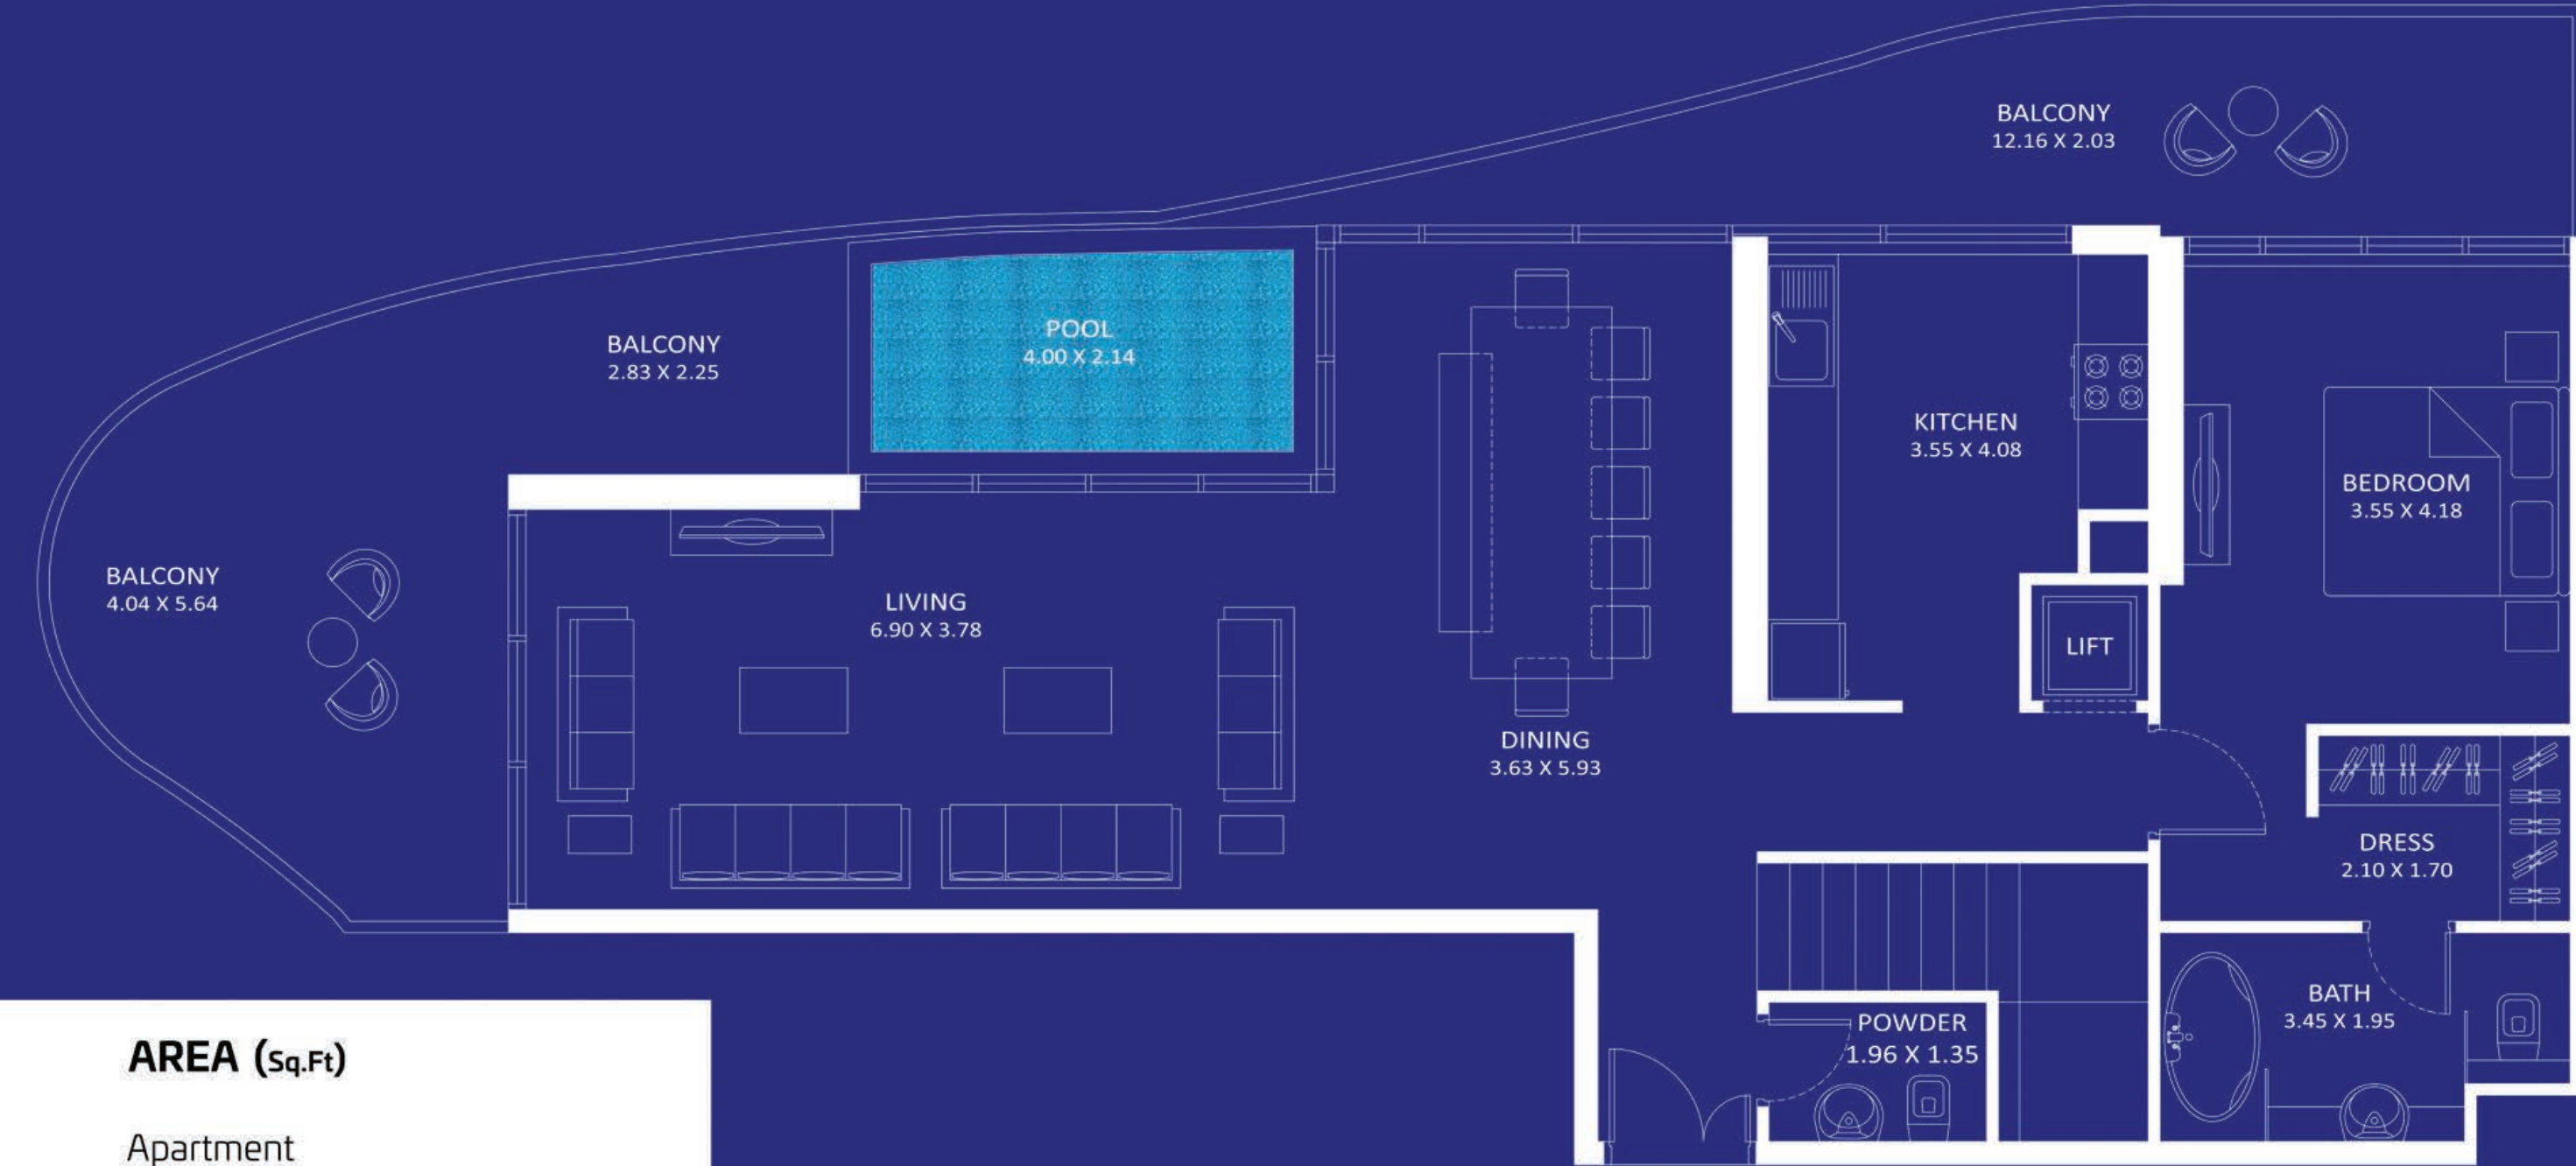 BALCONY
12.16 X 2.03
BALCONY
2.83 X 2.25
POOL
4.00 X 2.14
KITCHEN
3.55 X 4.08
BEDROOM
3.55 X 4.18
BALCONY
4.04 X 5.64
LIVING
6.90 X 3.78
LIFT
DINING
3.63 X 5.93
DRESS
2.10 X 1.70
BATH
3.45 X 1.95
POWDER
1.96 X 1.35
AREA (Sq.Ft)
Apartment